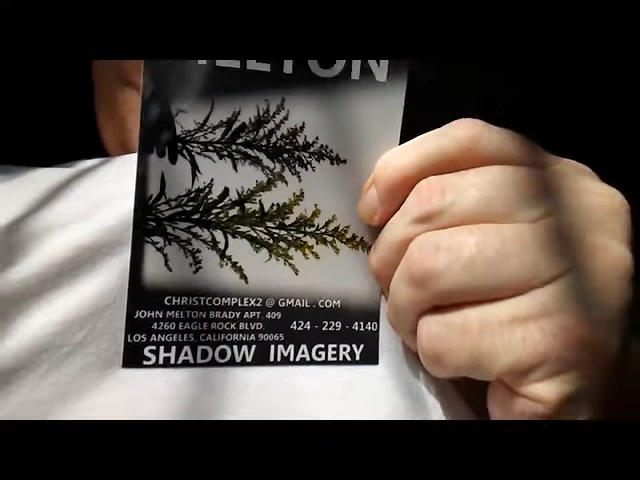 MELTON
CHRISTCOMPLEX2 @ GMAIL . COM
JOHN MELTON BRADY APT. 409
4260 EAGLE ROCK BLVD.
424 - 229 - 4140
LOS ANGELES, CALIFORNIA 90065
SHADOW IMAGERY